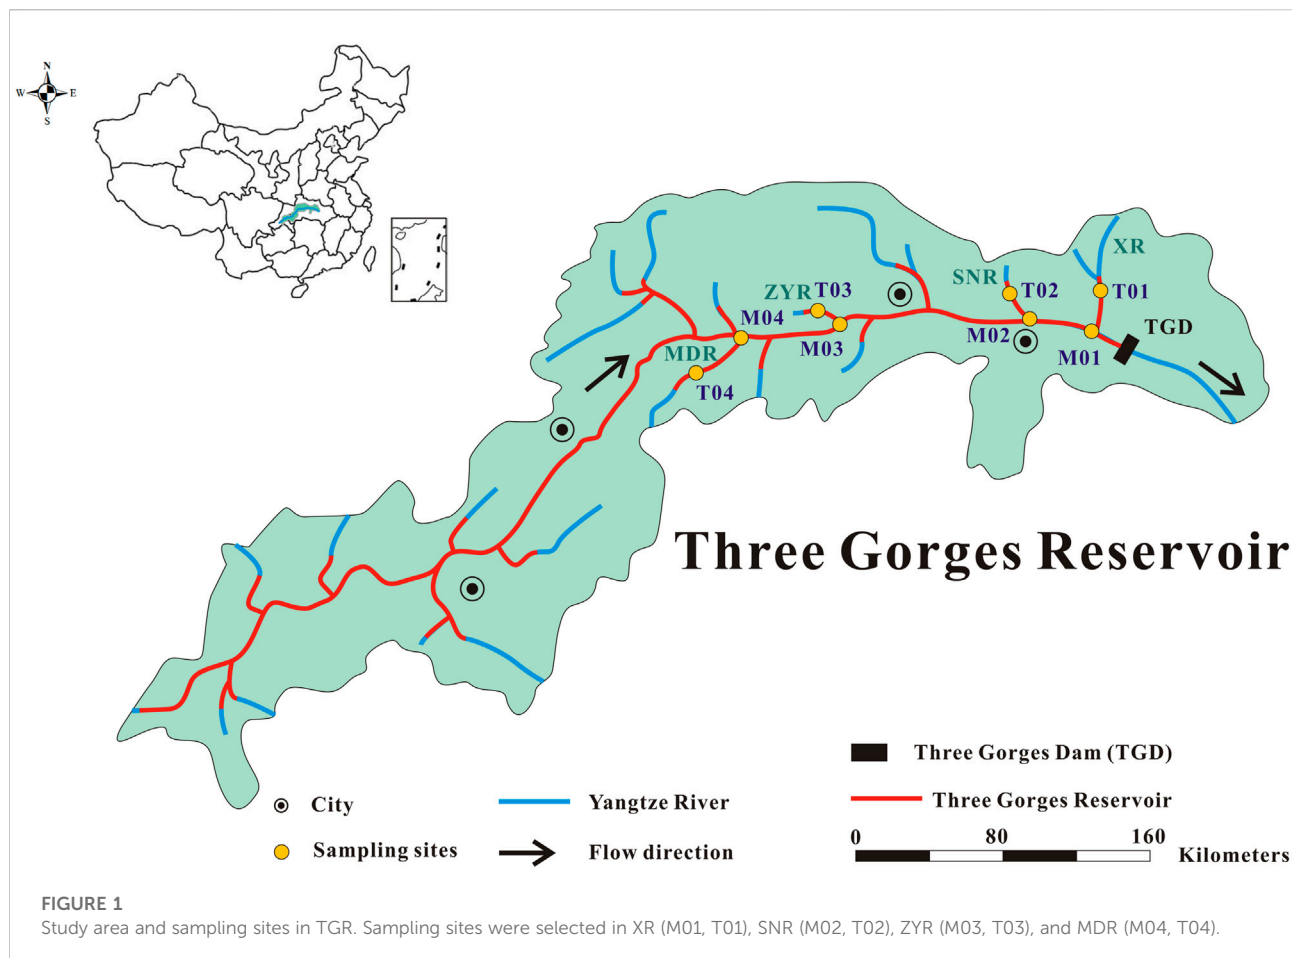 N
W E
S
XR
SNR
ZYR T03
T02
T01
M04
M02
M03
M01
TGD
MDR
T04
Three Gorges Reservoir
Three Gorges Dam (TGD)
City
Yangtze River
Three Gorges Reservoir
Sampling sites
Flow direction
0 80 160
Kilometers
FIGURE 1
Study area and sampling sites in TGR. Sampling sites were selected in XR (M01, T01), SNR (M02, T02), ZYR (M03, T03), and MDR (M04, T04).